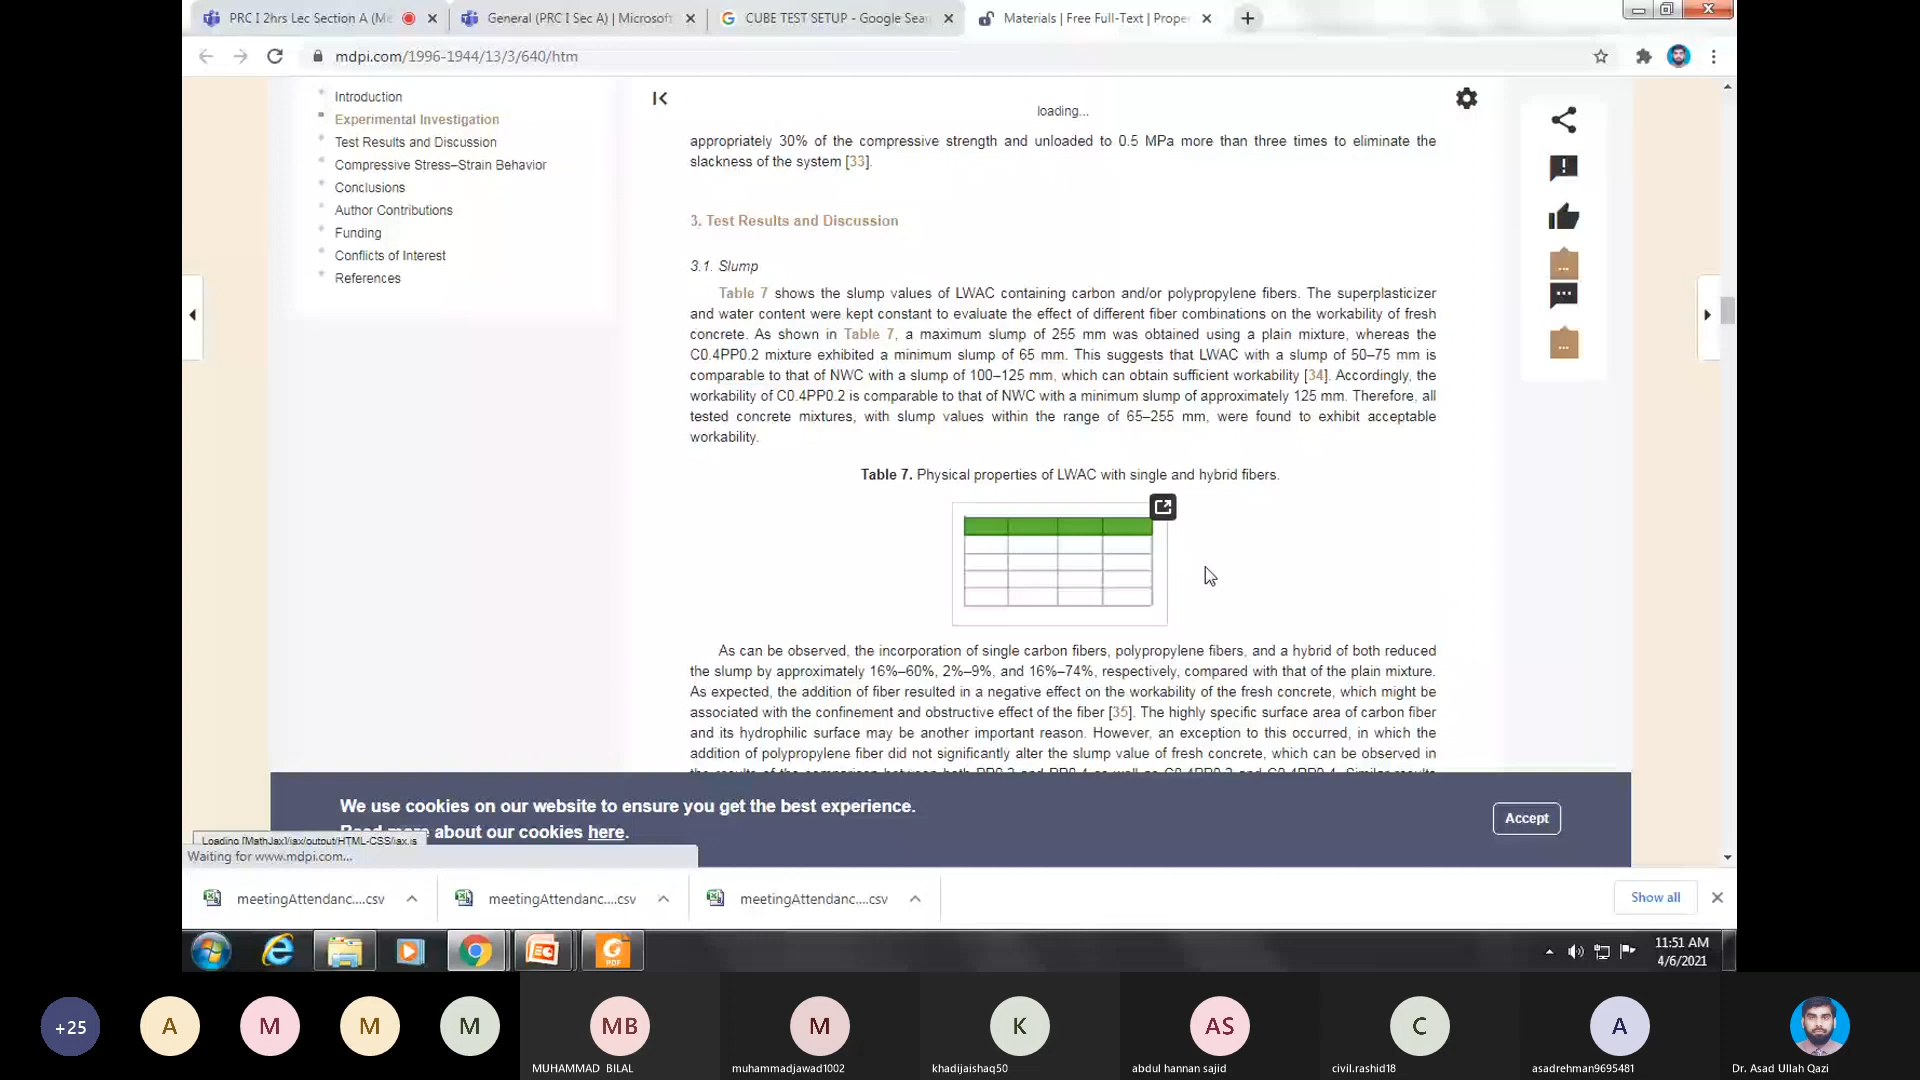 PRC I 2hrs Lec Section A (Me
General (PRC I Sec A) | Microsoft
CUBE TEST SETUP - Google Sear
Materials | Free Full-Text | Prope
mdpi.com/1996-1944/13/3/640/htm
Introduction
Experimental Investigation
Test Results and Discussion
Compressive Stress–Strain Behavior
Conclusions
Author Contributions
Funding
Conflicts of Interest
References
loading...
appropriately 30% of the compressive strength and unloaded to 0.5 MPa more than three times to eliminate the
slackness of the system [33].
3. Test Results and Discussion
3.1. Slump
Table 7 shows the slump values of LWAC containing carbon and/or polypropylene fibers. The superplasticizer
and water content were kept constant to evaluate the effect of different fiber combinations on the workability of fresh
concrete. As shown in Table 7, a maximum slump of 255 mm was obtained using a plain mixture, whereas the
C0.4PP0.2 mixture exhibited a minimum slump of 65 mm. This suggests that LWAC with a slump of 50–75 mm is
comparable to that of NWC with a slump of 100–125 mm, which can obtain sufficient workability [34]. Accordingly, the
workability of C0.4PP0.2 is comparable to that of NWC with a minimum slump of approximately 125 mm. Therefore, all
tested concrete mixtures, with slump values within the range of 65–255 mm, were found to exhibit acceptable
workability.
Table 7. Physical properties of LWAC with single and hybrid fibers.
As can be observed, the incorporation of single carbon fibers, polypropylene fibers, and a hybrid of both reduced
the slump by approximately 16%–60%, 2%–9%, and 16%–74%, respectively, compared with that of the plain mixture.
As expected, the addition of fiber resulted in a negative effect on the workability of the fresh concrete, which might be
associated with the confinement and obstructive effect of the fiber [35]. The highly specific surface area of carbon fiber
and its hydrophilic surface may be another important reason. However, an exception to this occurred, in which the
addition of polypropylene fiber did not significantly alter the slump value of fresh concrete, which can be observed in
We use cookies on our website to ensure you get the best experience.
Read more about our cookies here.
Accept
Loading [MathJax]/jax/output/HTML-CSS/jax.js
Waiting for www.mdpi.com...
meetingAttendanc....csv
meetingAttendanc....csv
meetingAttendanc....csv
Show all
PDF
11:51 AM
4/6/2021
+25
A
M
M
M
MB
M
K
AS
C
A
MUHAMMAD BILAL
muhammadjawad1002
khadijaishaq50
abdul hannan sajid
civil.rashid18
asadrehman9695481
Dr. Asad Ullah Qazi